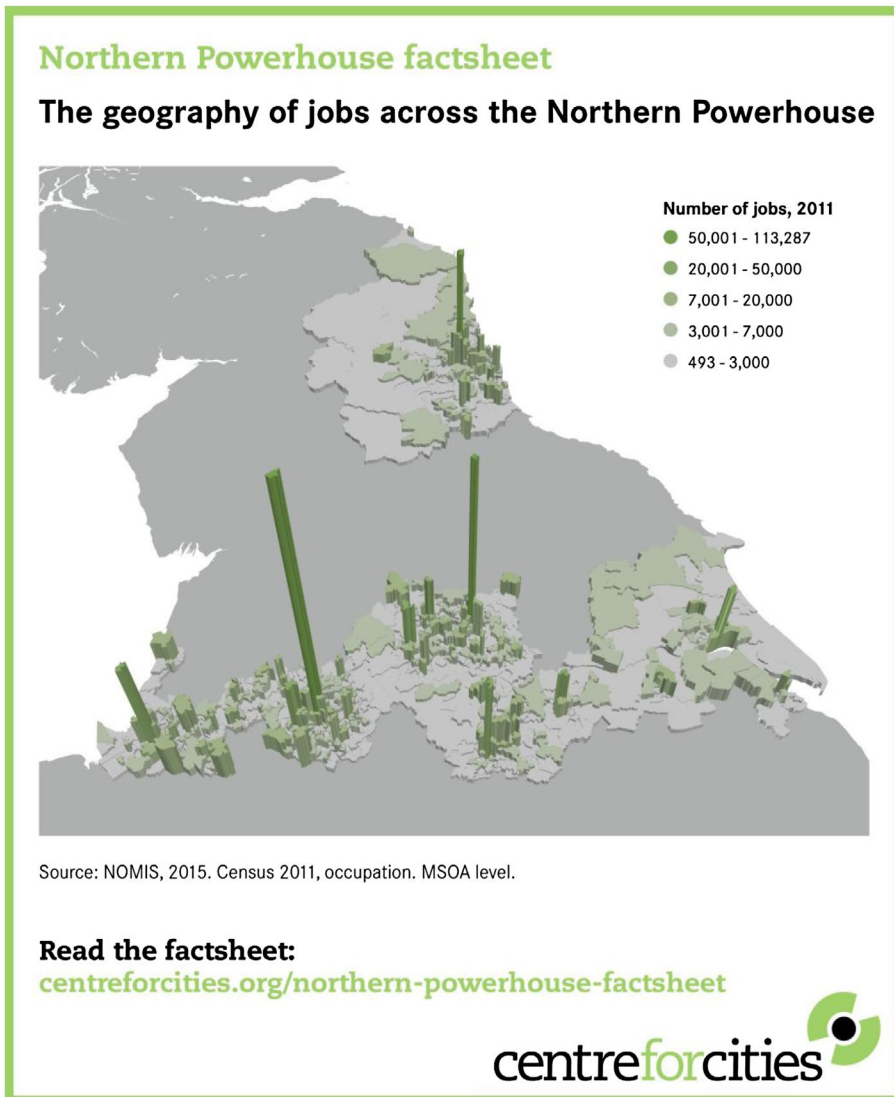 Northern Powerhouse factsheet
The geography of jobs across the Northern Powerhouse
Number of jobs, 2011
50,001 - 113,287
20,001 - 50,000
7,001 - 20,000
3,001 - 7,000
493 - 3,000
Source: NOMIS, 2015. Census 2011, occupation. MSOA level.
Read the factsheet:
centreforcities.org/northern-powerhouse-factsheet
centreforcities